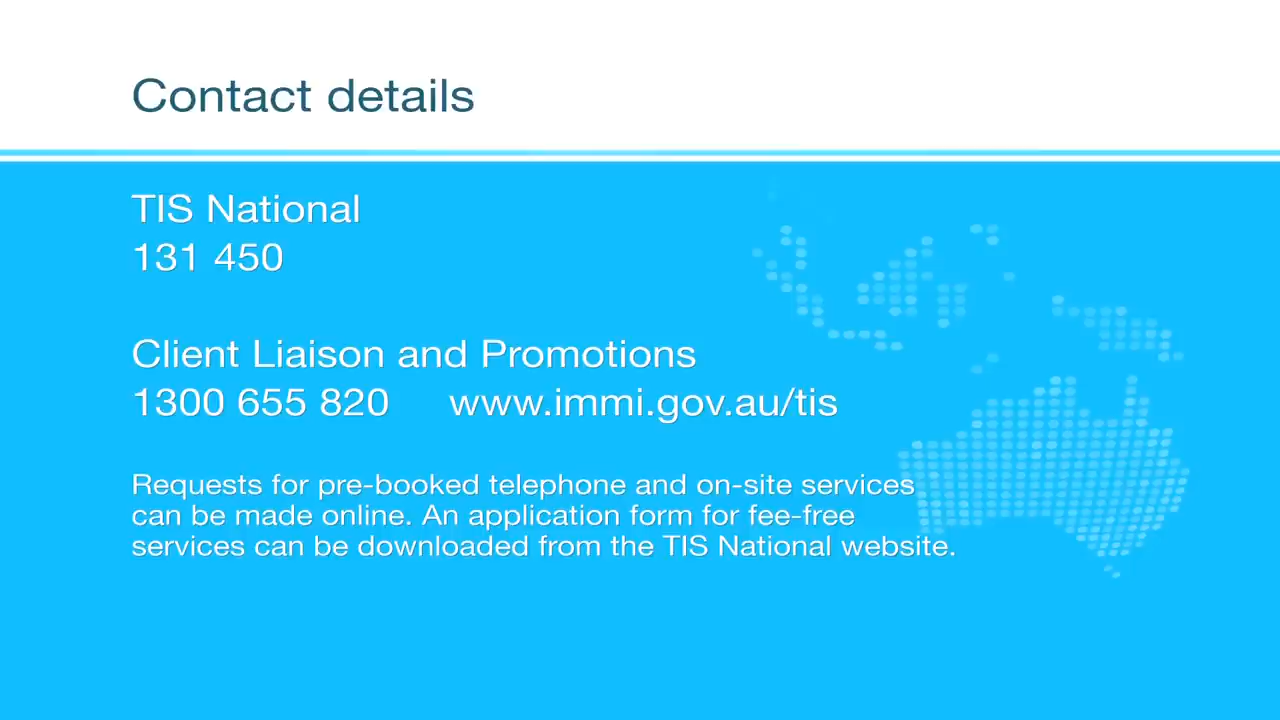 Contact details
TIS National
131 450
Client Liaison and Promotions
1300 655 820 www.immi.gov.au/tis
Requests for pre-booked telephone and on-site services
can be made online. An application form for fee-free
services can be downloaded from the TIS National website.